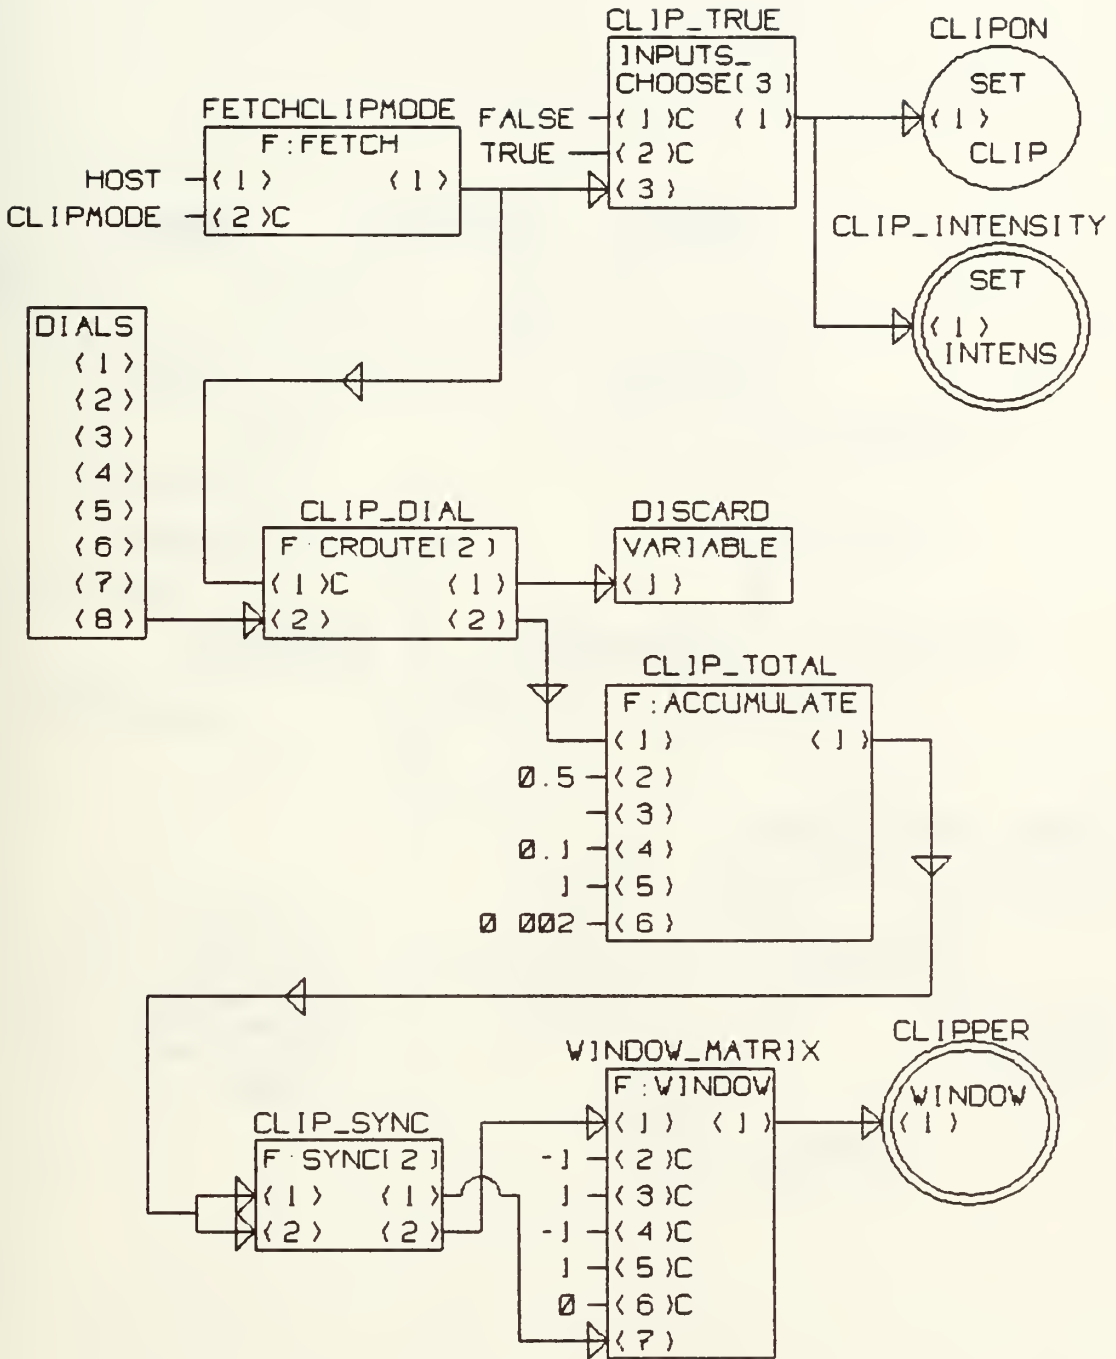 CLIP_TRUE
INPUTS_
CHOOSE(3)
FALSE <1>C <1>
TRUE <2>C
<3>
CLIPON
SET
<1>
CLIP
FETCHCLIPMODE
F:FETCH
HOST <1> <1>
CLIPMODE <2>C
CLIP_INTENSITY
SET
<1>
INTENS
DIALS
<1>
<2>
<3>
<4>
<5>
<6>
<7>
<8>
CLIP_DIAL
F:CROUTE(2)
<1>C <1>
<2> <2>
DISCARD
VARIABLE
<1>
CLIP_TOTAL
F:ACCUMULATE
<1> <1>
0.5 <2>
<3>
0.1 <4>
1 <5>
0 002 <6>
CLIP_SYNC
F:SYNC(2)
<1> <1>
<2> <2>
WINDOW_MATRIX
F:WINDOW
<1> <1>
-1 <2>C
1 <3>C
-1 <4>C
1 <5>C
0 <6>C
<7>
CLIPPER
WINDOW
<1>